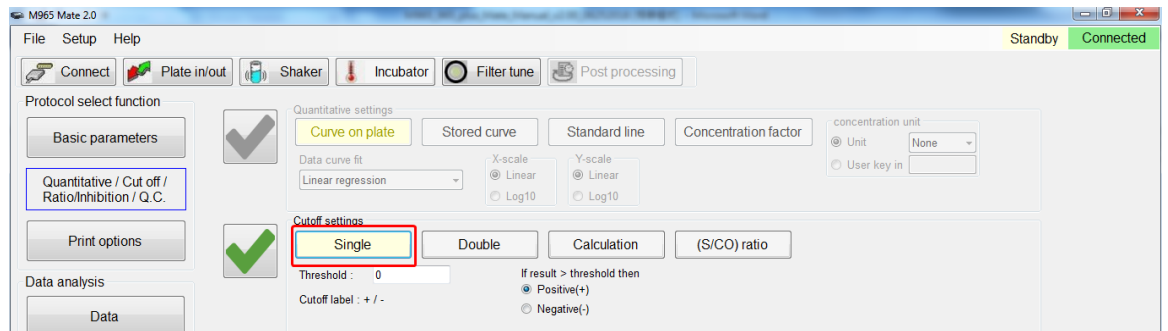 M965 Mate 2.0
File Setup Help
Standby Connected
Connect Plate in/out Shaker Incubator Filter tune Post processing
Protocol select function
Basic parameters
Quantitative / Cut off /
Ratio/Inhibition / Q.C.
Print options
Data analysis
Data
Quantitative settings
Curve on plate Stored curve Standard line Concentration factor
concentration unit
Unit None
User key in
Data curve fit
Linear regression
X-scale
Linear
Log10
Y-scale
Linear
Log10
Cutoff settings
Single Double Calculation (S/CO) ratio
Threshold : 0
Cutoff label : + / -
If result > threshold then
Positive(+)
Negative(-)